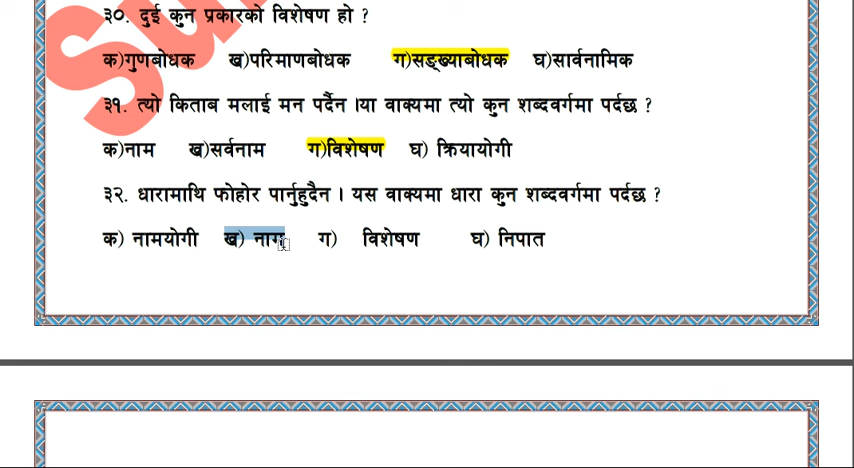 ३०. दुई कुन प्रकारको विशेषण हो ?
क)गुणबोधक ख)परिमाणबोधक ग)सङ्ख्याबोधक घ)सार्वनामिक
३१. त्यो किताब मलाई मन पर्दैन ।या वाक्यमा त्यो कुन शब्दवर्गमा पर्दछ ?
क)नाम ख)सर्वनाम ग)विशेषण घ) क्रियायोगी
३२. धारामाथि फोहोर पार्नुहुदैन । यस वाक्यमा धारा कुन शब्दवर्गमा पर्दछ ?
क) नामयोगी ख) नाम ग) विशेषण घ) निपात